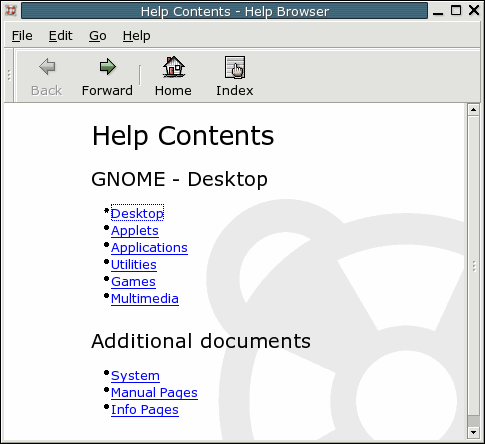 Help Contents - Help Browser
File Edit Go Help
Back Forward Home Index
Help Contents
GNOME - Desktop
Desktop
Applets
Applications
Utilities
Games
Multimedia
Additional documents
System
Manual Pages
Info Pages